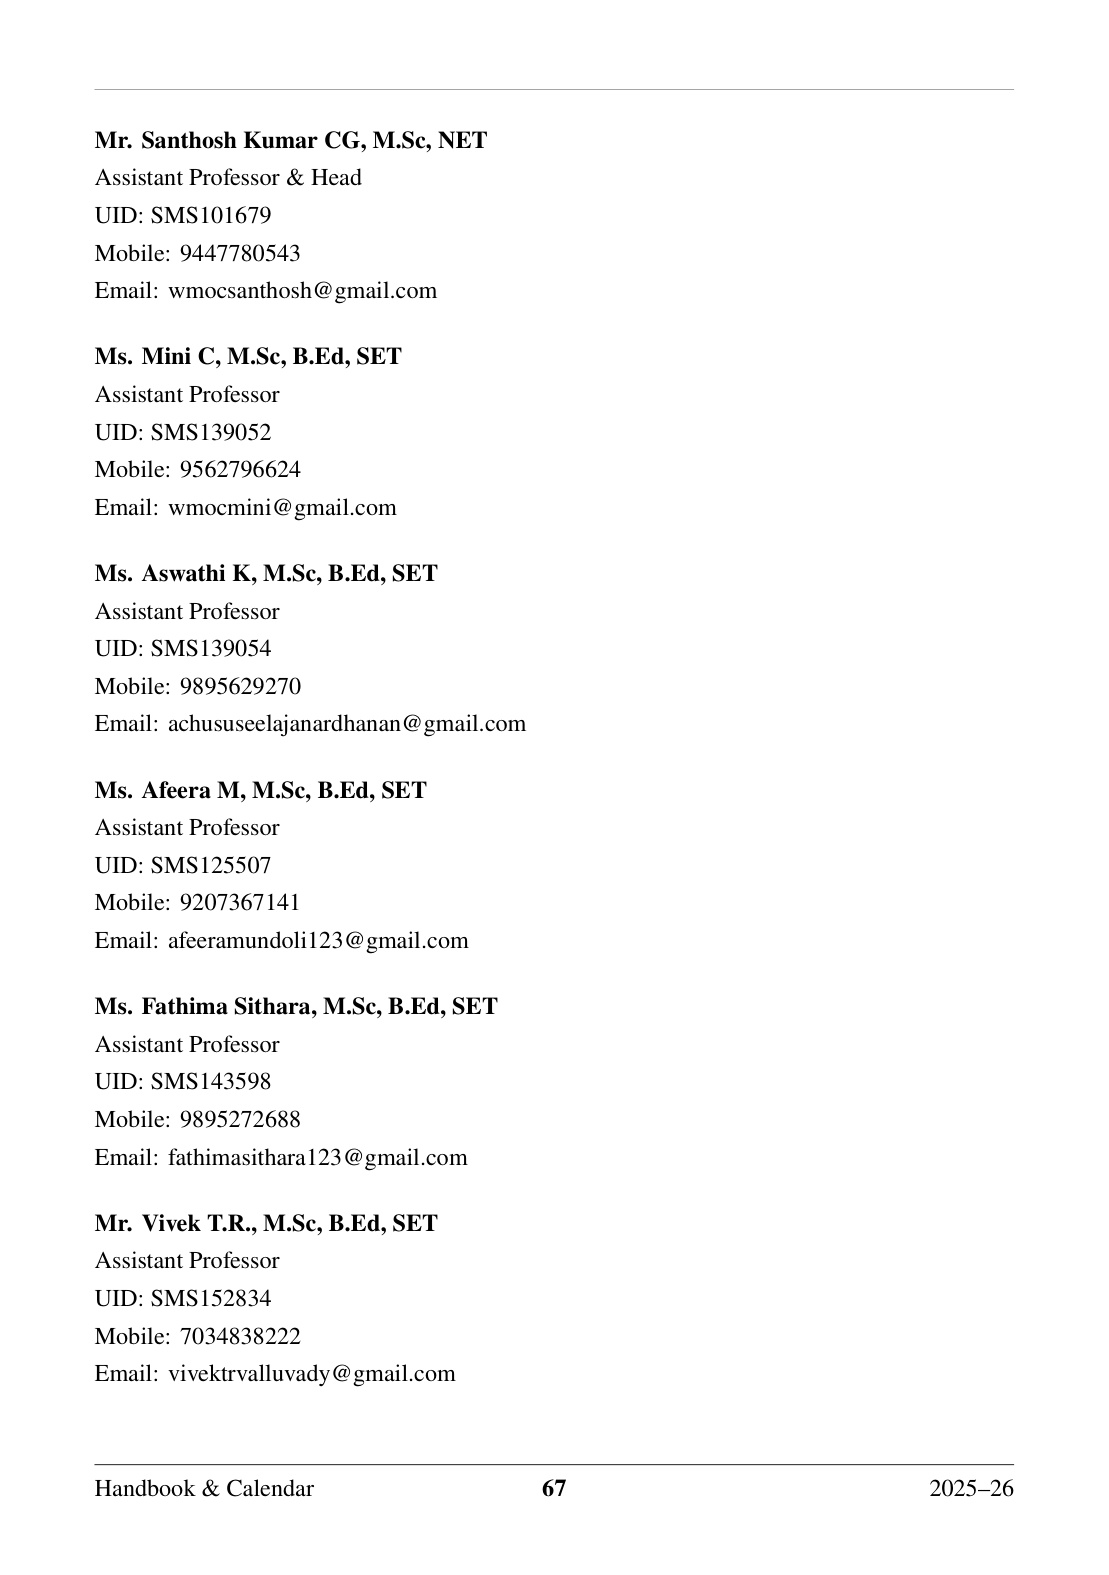 Mr. Santhosh Kumar CG, M.Sc, NET
Assistant Professor & Head
UID: SMS101679
Mobile: 9447780543
Email: wmocsanthosh@gmail.com
Ms. Mini C, M.Sc, B.Ed, SET
Assistant Professor
UID: SMS139052
Mobile: 9562796624
Email: wmocmini@gmail.com
Ms. Aswathi K, M.Sc, B.Ed, SET
Assistant Professor
UID: SMS139054
Mobile: 9895629270
Email: achususeelajanardhanan@gmail.com
Ms. Afeera M, M.Sc, B.Ed, SET
Assistant Professor
UID: SMS125507
Mobile: 9207367141
Email: afeeramundoli123@gmail.com
Ms. Fathima Sithara, M.Sc, B.Ed, SET
Assistant Professor
UID: SMS143598
Mobile: 9895272688
Email: fathimasithara123@gmail.com
Mr. Vivek T.R., M.Sc, B.Ed, SET
Assistant Professor
UID: SMS152834
Mobile: 7034838222
Email: vivektrvalluvady@gmail.com
Handbook & Calendar 67 2025–26